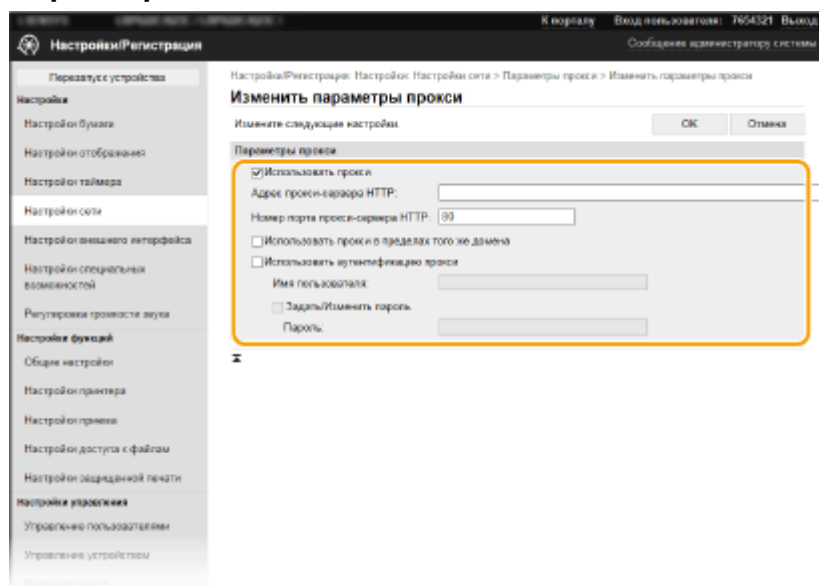 К порталу Вход пользователя: 7654321 Выход
Настройки/Регистрация
Сообщение администратору системы
Перезапуск устройства
Настройки
Настройки бумаги
Настройки отображения
Настройки таймера
Настройки сети
Настройки внешнего интерфейса
Настройки специальных
возможностей
Регулировка громкости звука
Настройки функций
Общие настройки
Настройки принтера
Настройки приема
Настройки доступа к файлам
Настройки защищенной печати
Настройки управления
Управление пользователями
Управление устройством
Настройка/Регистрация: Настройки: Настройки сети > Параметры прокси > Изменить параметры прокси
Изменить параметры прокси
Измените следующие настройки.
OK Отмена
Параметры прокси
Использовать прокси
Адрес прокси-сервера HTTP:
Номер порта прокси-сервера HTTP: 80
Использовать прокси в пределах того же домена
Использовать аутентификацию прокси
Имя пользователя:
Задать/Изменить пароль
Пароль: